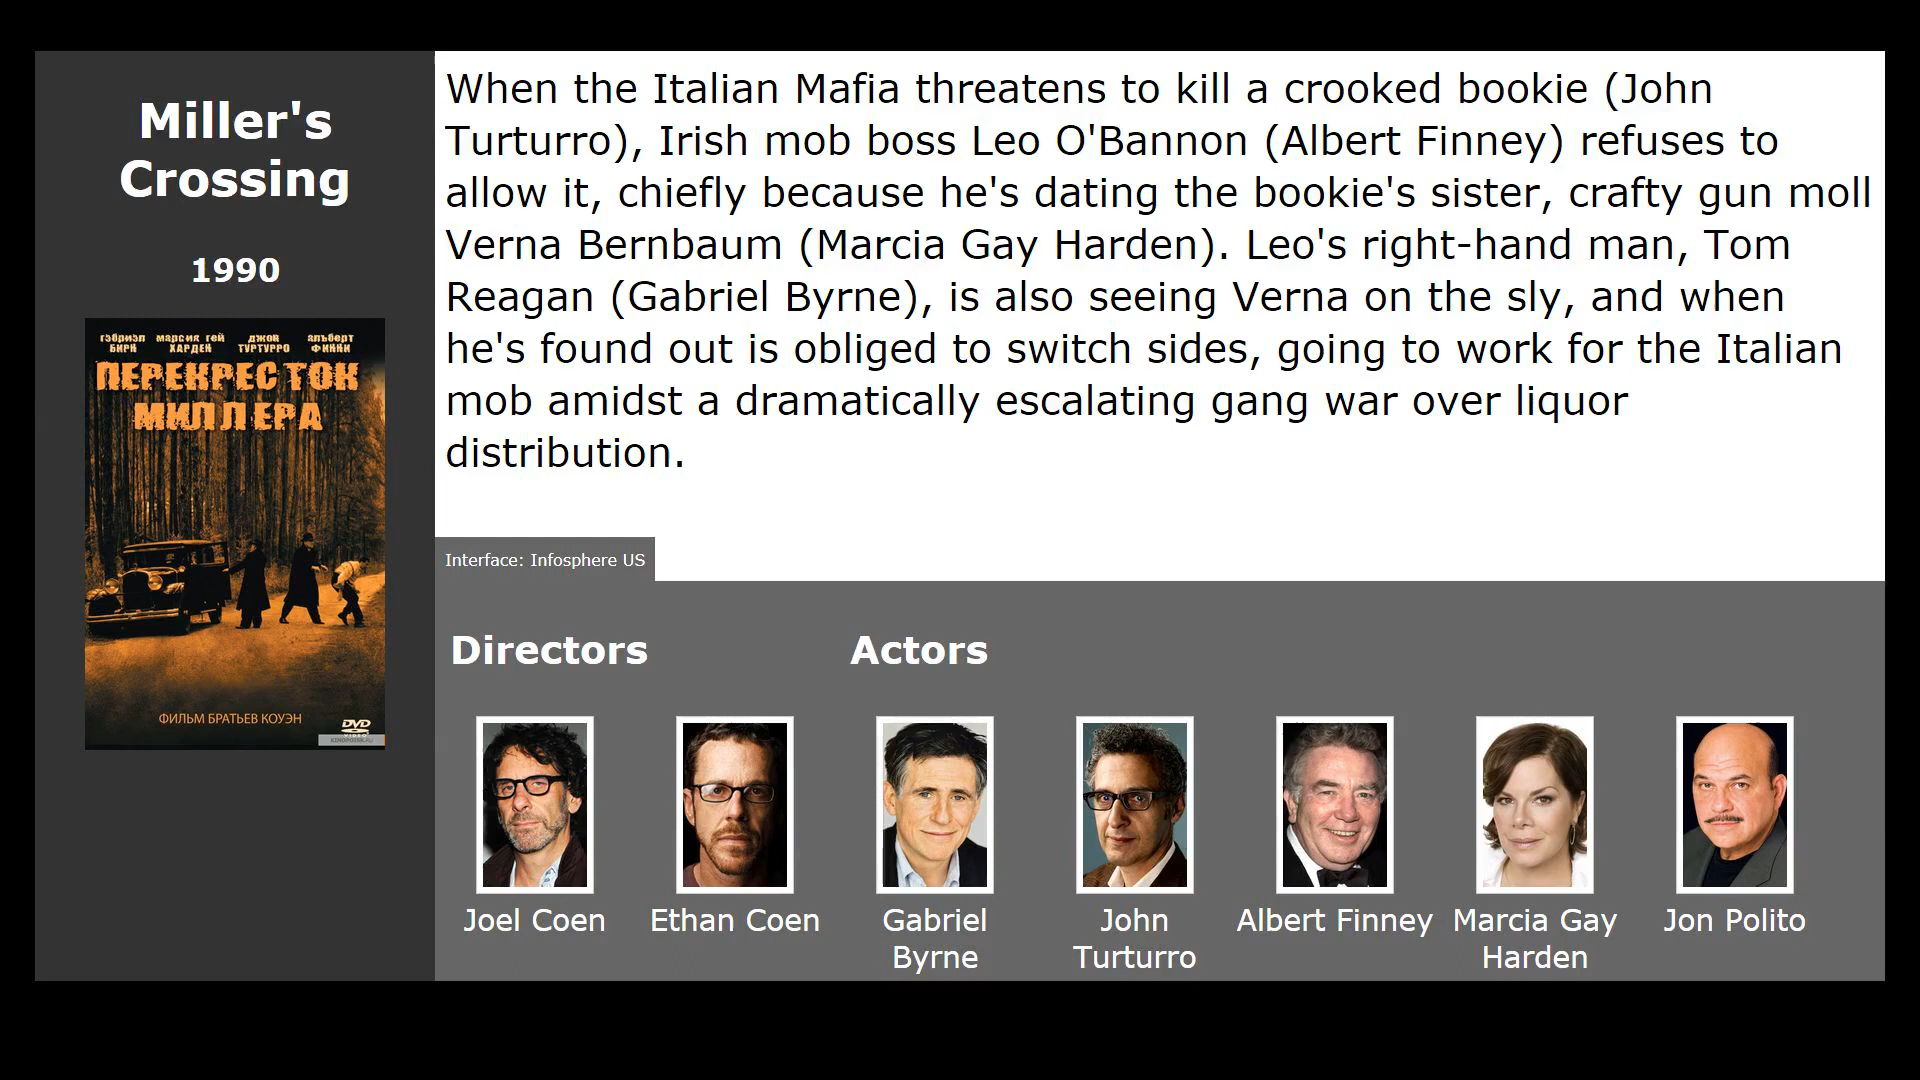 Miller's
Crossing
1990
гэбриэл марсия гей джон альберт
БИРН ХАРДЕН ТУРТУРРО ФИННИ
ПЕРЕКРЕСТОК
МИЛЛЕРА
ФИЛЬМ БРАТЬЕВ КОУЭН
DVD
VIDEO
KINOPOISK.RU
When the Italian Mafia threatens to kill a crooked bookie (John
Turturro), Irish mob boss Leo O'Bannon (Albert Finney) refuses to
allow it, chiefly because he's dating the bookie's sister, crafty gun moll
Verna Bernbaum (Marcia Gay Harden). Leo's right-hand man, Tom
Reagan (Gabriel Byrne), is also seeing Verna on the sly, and when
he's found out is obliged to switch sides, going to work for the Italian
mob amidst a dramatically escalating gang war over liquor
distribution.
Interface: Infosphere US
Directors Actors
Joel Coen Ethan Coen Gabriel John Albert Finney Marcia Gay Jon Polito
Byrne Turturro Harden